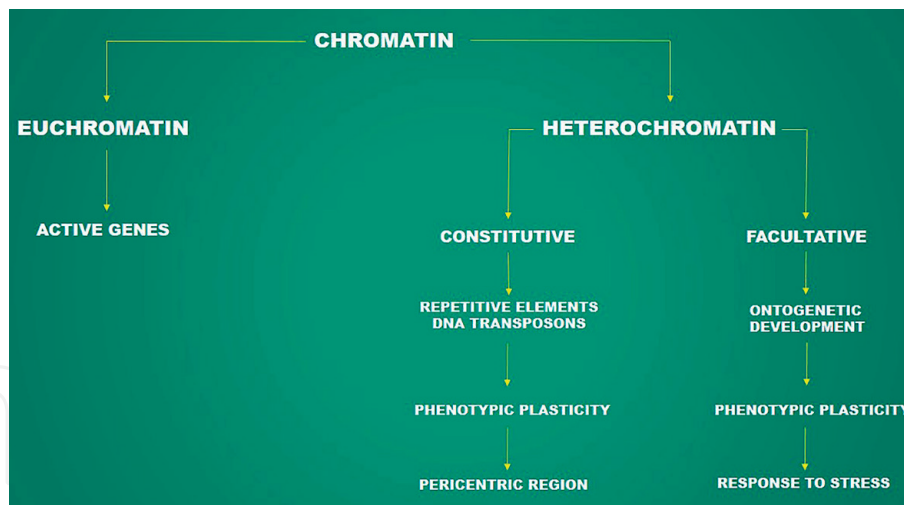 CHROMATIN
EUCHROMATIN
HETEROCHROMATIN
ACTIVE GENES
CONSTITUTIVE
FACULTATIVE
REPETITIVE ELEMENTS
DNA TRANSPOSONS
ONTOGENETIC
DEVELOPMENT
PHENOTYPIC PLASTICITY
PHENOTYPIC PLASTICITY
PERICENTRIC REGION
RESPONSE TO STRESS